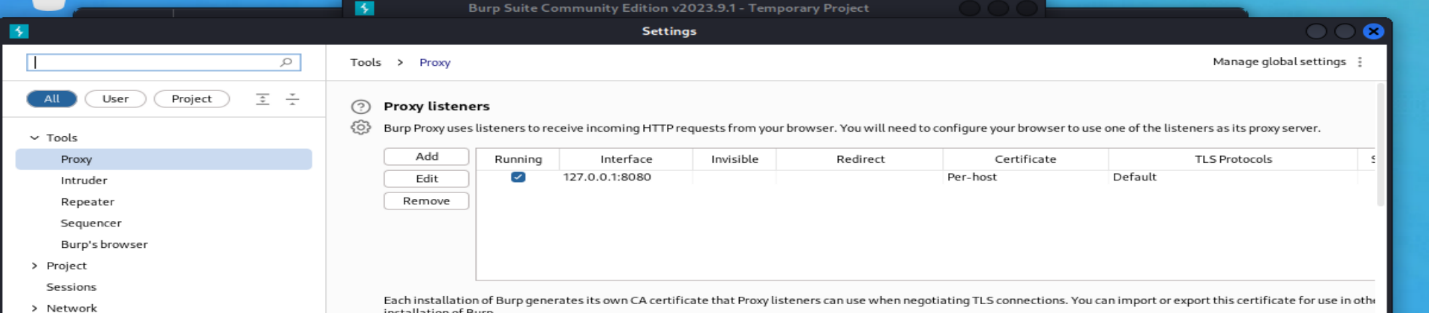 Burp Suite Community Edition v2023.9.1 - Temporary Project
Settings
Tools > Proxy
Manage global settings
All User Project
Tools
Proxy
Intruder
Repeater
Sequencer
Burp's browser
Project
Sessions
Network
Proxy listeners
Burp Proxy uses listeners to receive incoming HTTP requests from your browser. You will need to configure your browser to use one of the listeners as its proxy server.
Add
Edit
Remove
Running Interface Invisible Redirect Certificate TLS Protocols
127.0.0.1:8080 Per-host Default
Each installation of Burp generates its own CA certificate that Proxy listeners can use when negotiating TLS connections. You can import or export this certificate for use in othe
installation of Burp